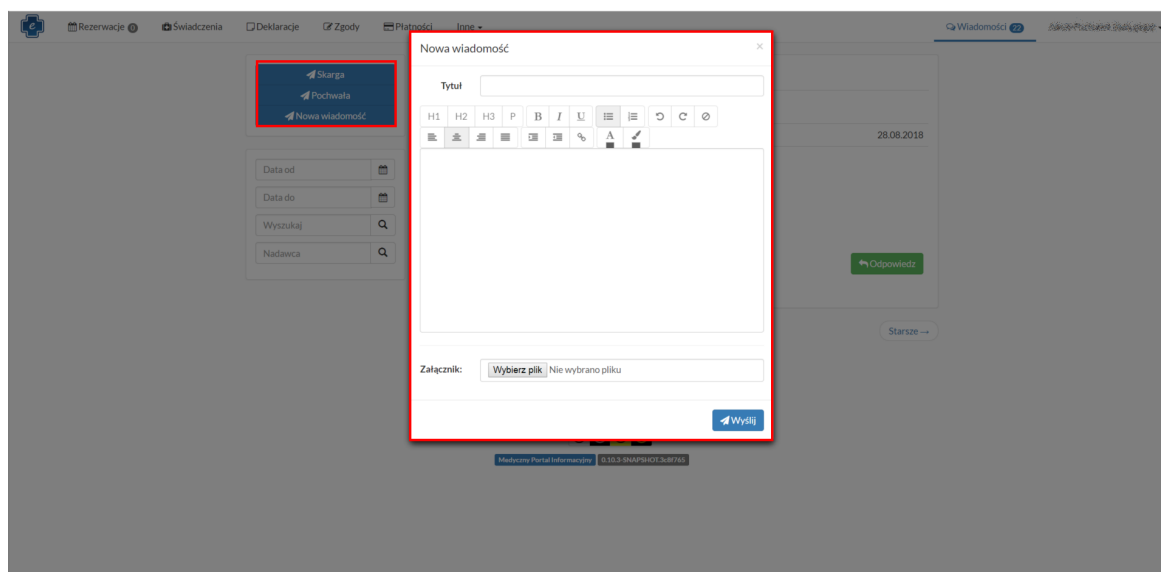 Rezerwacje 0 Świadczenia Deklaracje Zgody Płatności Inne Wiadomości 22
Skarga
Pochwała
Nowa wiadomość
Data od
Data do
Wyszukaj
Nadawca
Nowa wiadomość ×
Tytuł
H1 H2 H3 P B I U
A
Załącznik: Wybierz plik Nie wybrano pliku
Wyślij
28.08.2018
Odpowiedz
Starsze →
Medyczny Portal Informacyjny 0.10.3-SNAPSHOT.3c8f765